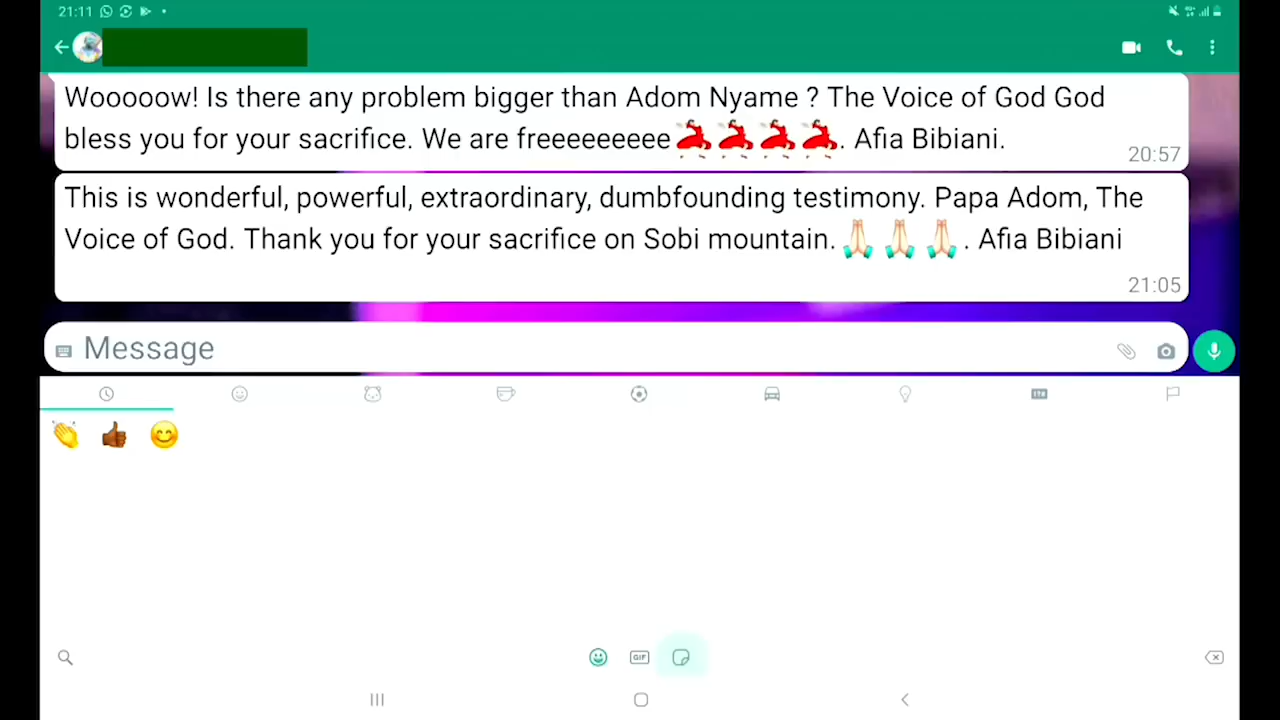 21:11
Wooooow! Is there any problem bigger than Adom Nyame ? The Voice of God God
bless you for your sacrifice. We are freeeeeeeee💃💃💃💃. Afia Bibiani.
20:57
This is wonderful, powerful, extraordinary, dumbfounding testimony. Papa Adom, The
Voice of God. Thank you for your sacrifice on Sobi mountain.🙏🏻🙏🏻🙏🏻. Afia Bibiani
21:05
Message
GIF